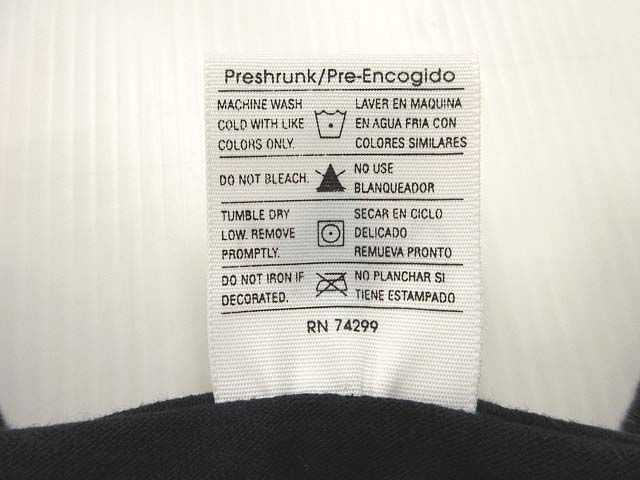 Preshrunk/Pre-Encogido
MACHINE WASH
COLD WITH LIKE
COLORS ONLY.
LAVER EN MAQUINA
EN AGUA FRIA CON
COLORES SIMILARES
DO NOT BLEACH.
NO USE
BLANQUEADOR
TUMBLE DRY
LOW. REMOVE
PROMPTLY.
SECAR EN CICLO
DELICADO
REMUEVA PRONTO
DO NOT IRON IF
DECORATED.
NO PLANCHAR SI
TIENE ESTAMPADO
RN 74299